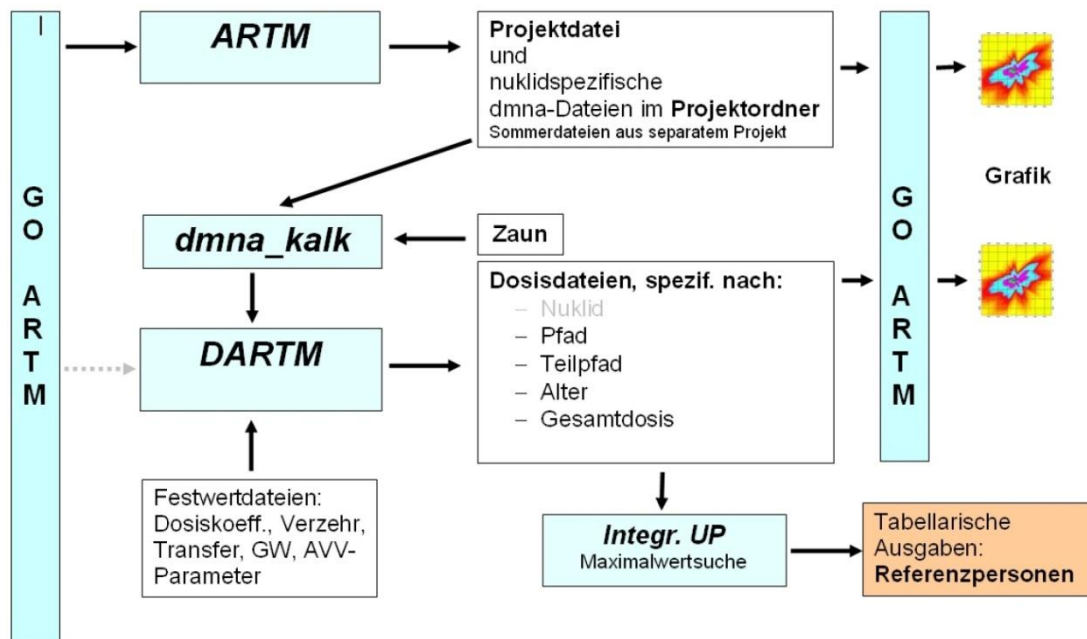 GO ARTM
ARTM
Projektdatei
und
nuklidspezifische
dmna-Dateien im Projektordner
Sommerdateien aus separatem Projekt
GO ARTM
Grafik
dmna_kalk
Zaun
DARTM
Dosisdateien, spezif. nach:
– Nuklid
– Pfad
– Teilpfad
– Alter
– Gesamtdosis
Festwertdateien:
Dosiskoeff., Verzehr,
Transfer, GW, AVV-
Parameter
Integr. UP
Maximalwertsuche
Tabellarische
Ausgaben:
Referenzpersonen